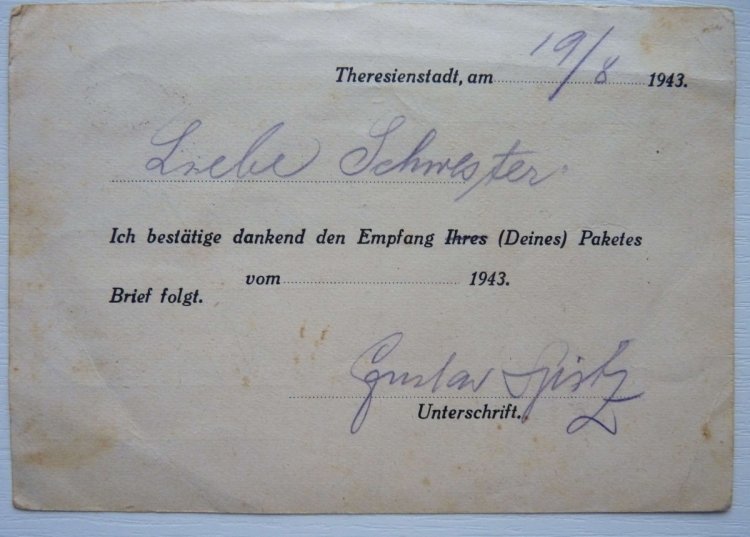 Theresienstadt, am 19/8 1943.
Liebe Schwester
Ich bestätige dankend den Empfang Ihres (Deines) Paketes
vom 1943.
Brief folgt.
Gustav Spitz
Unterschrift.